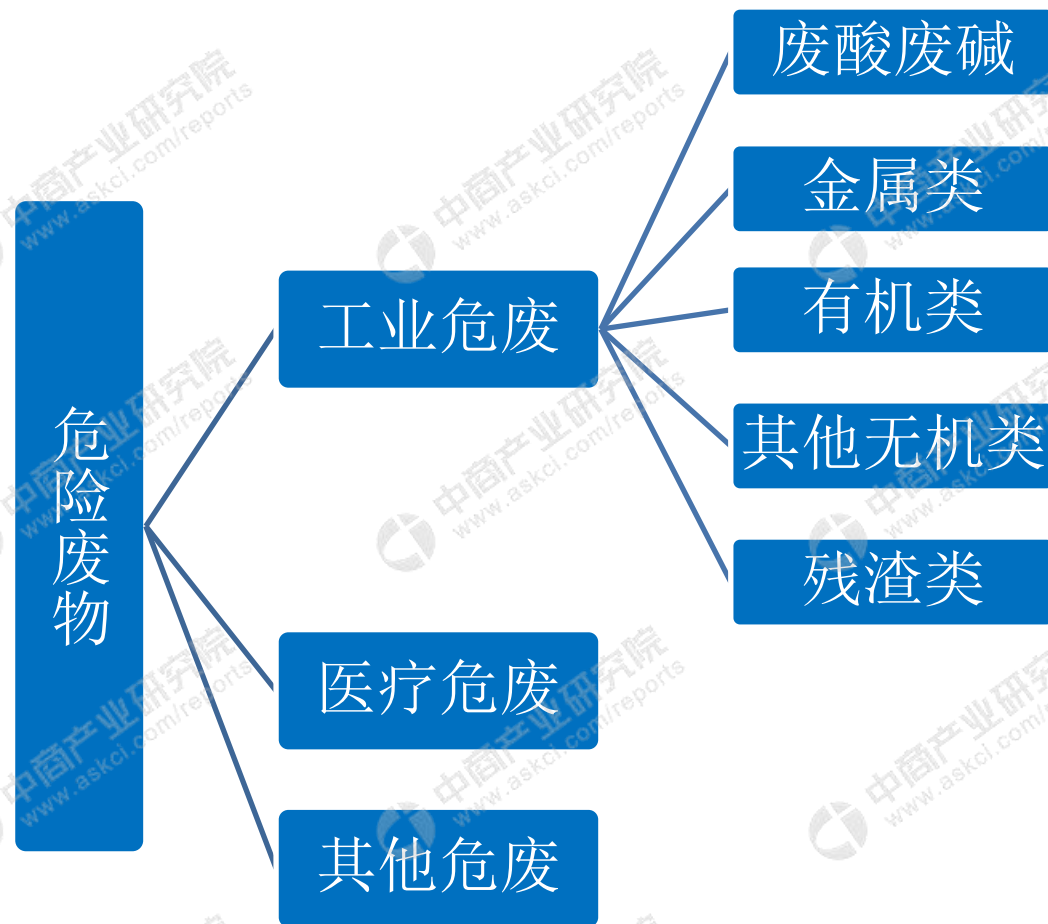 危险废物
工业危废
医疗危废
其他危废
废酸废碱
金属类
有机类
其他无机类
残渣类
中商产业研究院
www.askci.com/reports